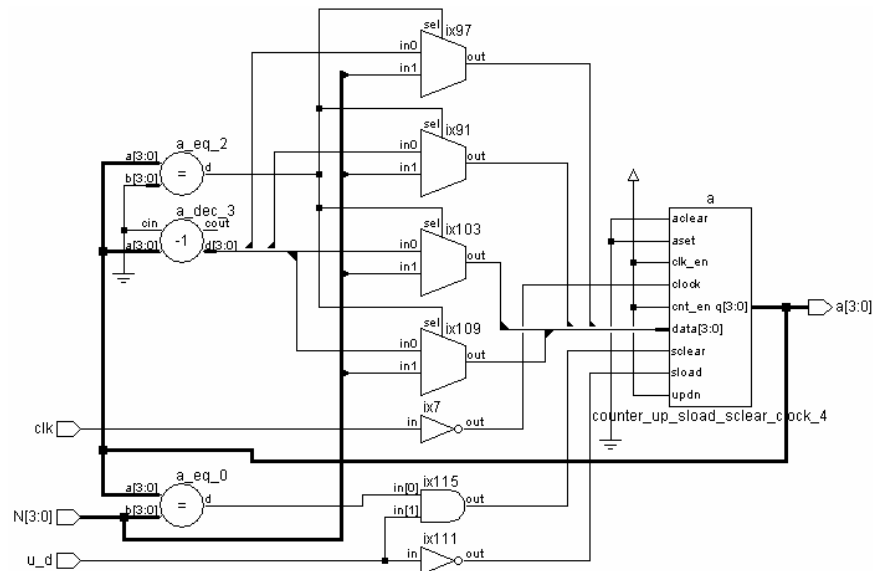 sel ix97
in0
out
in1
sel ix91
in0
out
in1
a_eq_2
a[3:0]
d
b[3:0]
=
a_dec_3
cin
cout
-1
a[3:0]
d[3:0]
sel ix103
in0
out
in1
sel ix109
in0
out
in1
a
aclear
aset
clk_en
clock
cnt_en q[3:0]
data[3:0]
sclear
sload
updn
counter_up_sload_sclear_clock_4
a[3:0]
clk
ix7
in
out
a_eq_0
a[3:0]
d
b[3:0]
=
N[3:0]
ix115
in[0]
out
in[1]
u_d
ix111
in
out